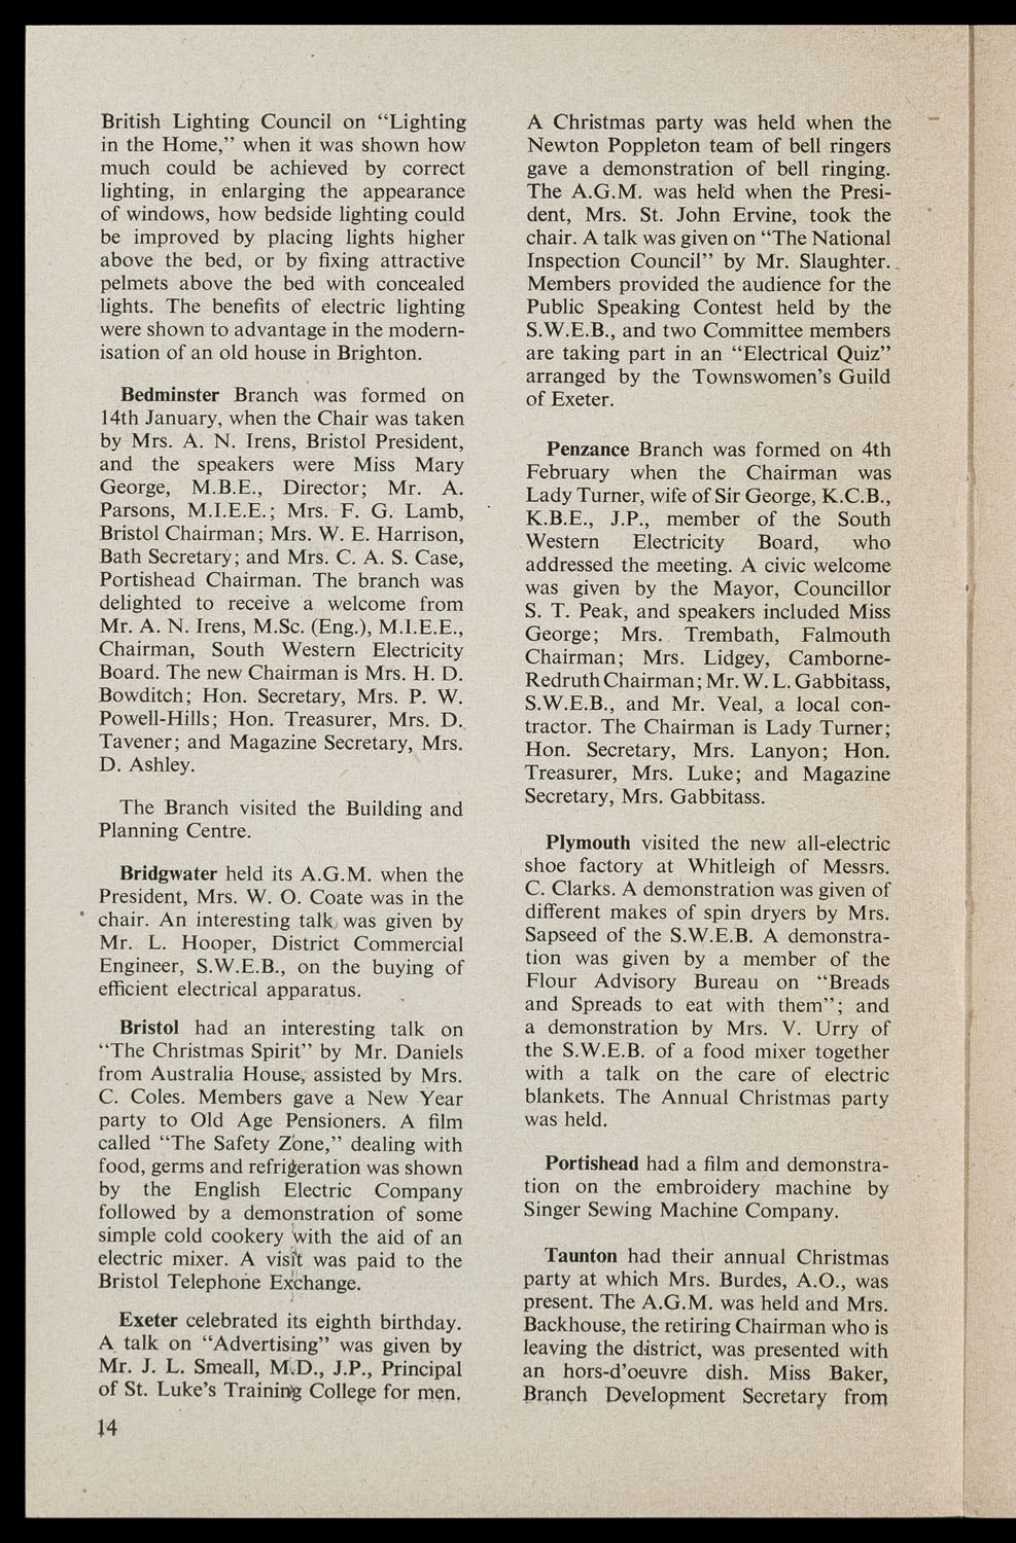 British Lighting Council on “Lighting
in the Home,” when it was shown how
much could be achieved by correct
lighting, in enlarging the appearance
of windows, how bedside lighting could
be improved by placing lights higher
above the bed, or by fixing attractive
pelmets above the bed with concealed
lights. The benefits of electric lighting
were shown to advantage in the modern-
isation of an old house in Brighton.
Bedminster Branch was formed on
14th January, when the Chair was taken
by Mrs. A. N. Irens, Bristol President,
and the speakers were Miss Mary
George, M.B.E., Director; Mr. A.
Parsons, M.I.E.E.; Mrs. F. G. Lamb,
Bristol Chairman; Mrs. W. E. Harrison,
Bath Secretary; and Mrs. C. A. S. Case,
Portishead Chairman. The branch was
delighted to receive a welcome from
Mr. A. N. Irens, M.Sc. (Eng.), M.I.E.E.,
Chairman, South Western Electricity
Board. The new Chairman is Mrs. H. D.
Bowditch; Hon. Secretary, Mrs. P. W.
Powell-Hills; Hon. Treasurer, Mrs. D.
Tavener; and Magazine Secretary, Mrs.
D. Ashley.
The Branch visited the Building and
Planning Centre.
Bridgwater held its A.G.M. when the
President, Mrs. W. O. Coate was in the
chair. An interesting talk was given by
Mr. L. Hooper, District Commercial
Engineer, S.W.E.B., on the buying of
efficient electrical apparatus.
Bristol had an interesting talk on
“The Christmas Spirit” by Mr. Daniels
from Australia House, assisted by Mrs.
C. Coles. Members gave a New Year
party to Old Age Pensioners. A film
called “The Safety Zone,” dealing with
food, germs and refrigeration was shown
by the English Electric Company
followed by a demonstration of some
simple cold cookery with the aid of an
electric mixer. A visit was paid to the
Bristol Telephone Exchange.
Exeter celebrated its eighth birthday.
A talk on “Advertising” was given by
Mr. J. L. Smeall, M.D., J.P., Principal
of St. Luke’s Training College for men.
14
A Christmas party was held when the
Newton Poppleton team of bell ringers
gave a demonstration of bell ringing.
The A.G.M. was held when the Presi-
dent, Mrs. St. John Ervine, took the
chair. A talk was given on “The National
Inspection Council” by Mr. Slaughter.
Members provided the audience for the
Public Speaking Contest held by the
S.W.E.B., and two Committee members
are taking part in an “Electrical Quiz”
arranged by the Townswomen’s Guild
of Exeter.
Penzance Branch was formed on 4th
February when the Chairman was
Lady Turner, wife of Sir George, K.C.B.,
K.B.E., J.P., member of the South
Western Electricity Board, who
addressed the meeting. A civic welcome
was given by the Mayor, Councillor
S. T. Peak, and speakers included Miss
George; Mrs. Trembath, Falmouth
Chairman; Mrs. Lidgey, Camborne-
Redruth Chairman; Mr. W. L. Gabbitass,
S.W.E.B., and Mr. Veal, a local con-
tractor. The Chairman is Lady Turner;
Hon. Secretary, Mrs. Lanyon; Hon.
Treasurer, Mrs. Luke; and Magazine
Secretary, Mrs. Gabbitass.
Plymouth visited the new all-electric
shoe factory at Whitleigh of Messrs.
C. Clarks. A demonstration was given of
different makes of spin dryers by Mrs.
Sapseed of the S.W.E.B. A demonstra-
tion was given by a member of the
Flour Advisory Bureau on “Breads
and Spreads to eat with them”; and
a demonstration by Mrs. V. Urry of
the S.W.E.B. of a food mixer together
with a talk on the care of electric
blankets. The Annual Christmas party
was held.
Portishead had a film and demonstra-
tion on the embroidery machine by
Singer Sewing Machine Company.
Taunton had their annual Christmas
party at which Mrs. Burdes, A.O., was
present. The A.G.M. was held and Mrs.
Backhouse, the retiring Chairman who is
leaving the district, was presented with
an hors-d’oeuvre dish. Miss Baker,
Branch Development Secretary from